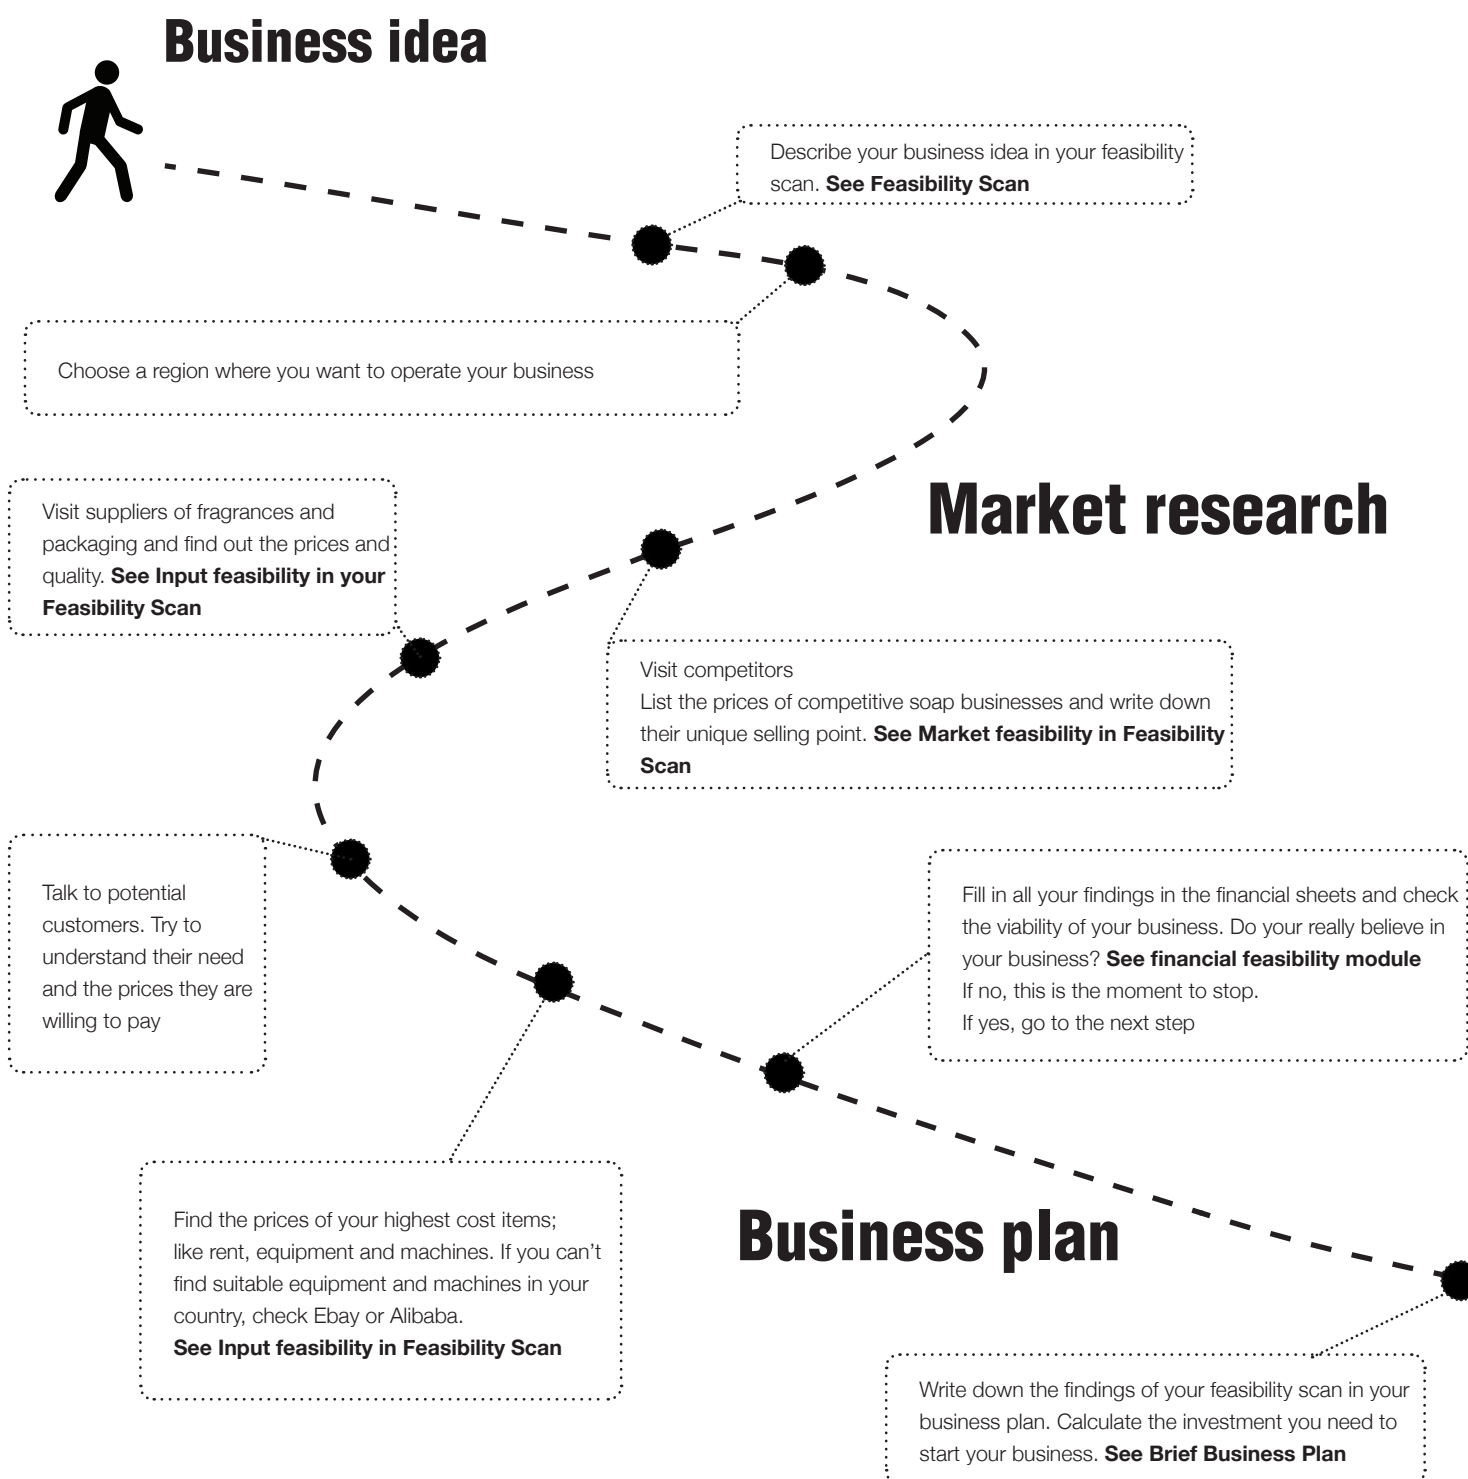 Business idea
Describe your business idea in your feasibility
scan. See Feasibility Scan
Choose a region where you want to operate your business
Market research
Visit suppliers of fragrances and
packaging and find out the prices and
quality. See Input feasibility in your
Feasibility Scan
Visit competitors
List the prices of competitive soap businesses and write down
their unique selling point. See Market feasibility in Feasibility
Scan
Talk to potential
customers. Try to
understand their need
and the prices they are
willing to pay
Fill in all your findings in the financial sheets and check
the viability of your business. Do your really believe in
your business? See financial feasibility module
If no, this is the moment to stop.
If yes, go to the next step
Find the prices of your highest cost items;
like rent, equipment and machines. If you can't
find suitable equipment and machines in your
country, check Ebay or Alibaba.
See Input feasibility in Feasibility Scan
Business plan
Write down the findings of your feasibility scan in your
business plan. Calculate the investment you need to
start your business. See Brief Business Plan